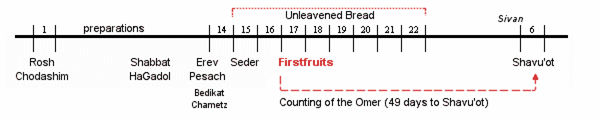 Unleavened Bread
Sivan
1 preparations 14 15 16 17 18 19 20 21 22 6
Rosh Chodashim
Shabbat HaGadol
Erev Pesach
Bedikat Chametz
Seder
Firstfruits
Shavu'ot
Counting of the Omer (49 days to Shavu'ot)